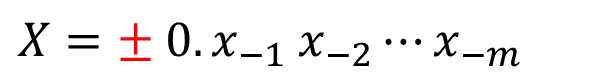 X = ± 0. x₋₁ x₋₂ ⋯ x₋ₘ